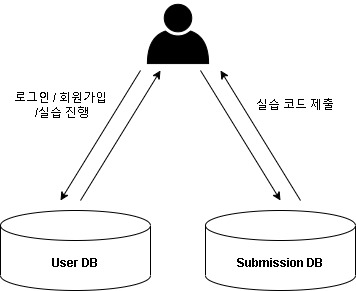 로그인 / 회원가입
/실습 진행
실습 코드 제출
User DB
Submission DB